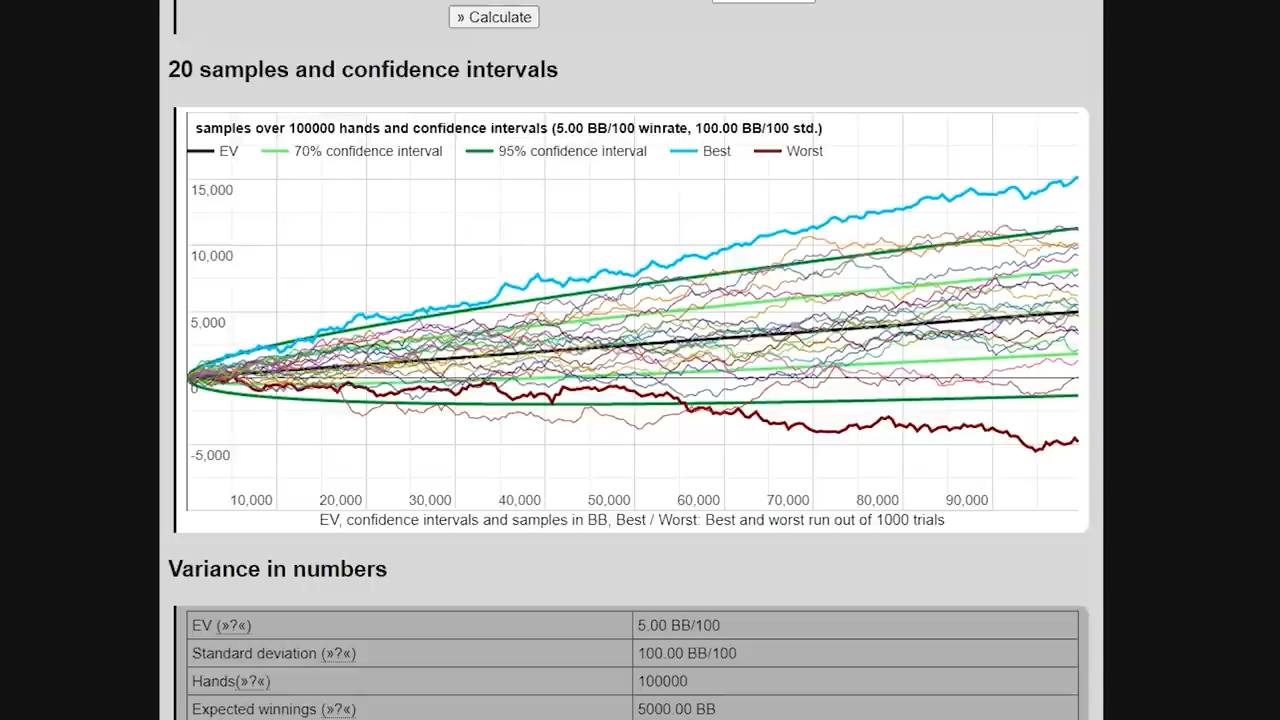 » Calculate
20 samples and confidence intervals
samples over 100000 hands and confidence intervals (5.00 BB/100 winrate, 100.00 BB/100 std.)
EV 70% confidence interval 95% confidence interval Best Worst
15,000
10,000
5,000
0
-5,000
10,000 20,000 30,000 40,000 50,000 60,000 70,000 80,000 90,000
EV, confidence intervals and samples in BB, Best / Worst: Best and worst run out of 1000 trials
Variance in numbers
EV (»?«) 5.00 BB/100
Standard deviation (»?«) 100.00 BB/100
Hands(»?«) 100000
Expected winnings (»?«) 5000.00 BB